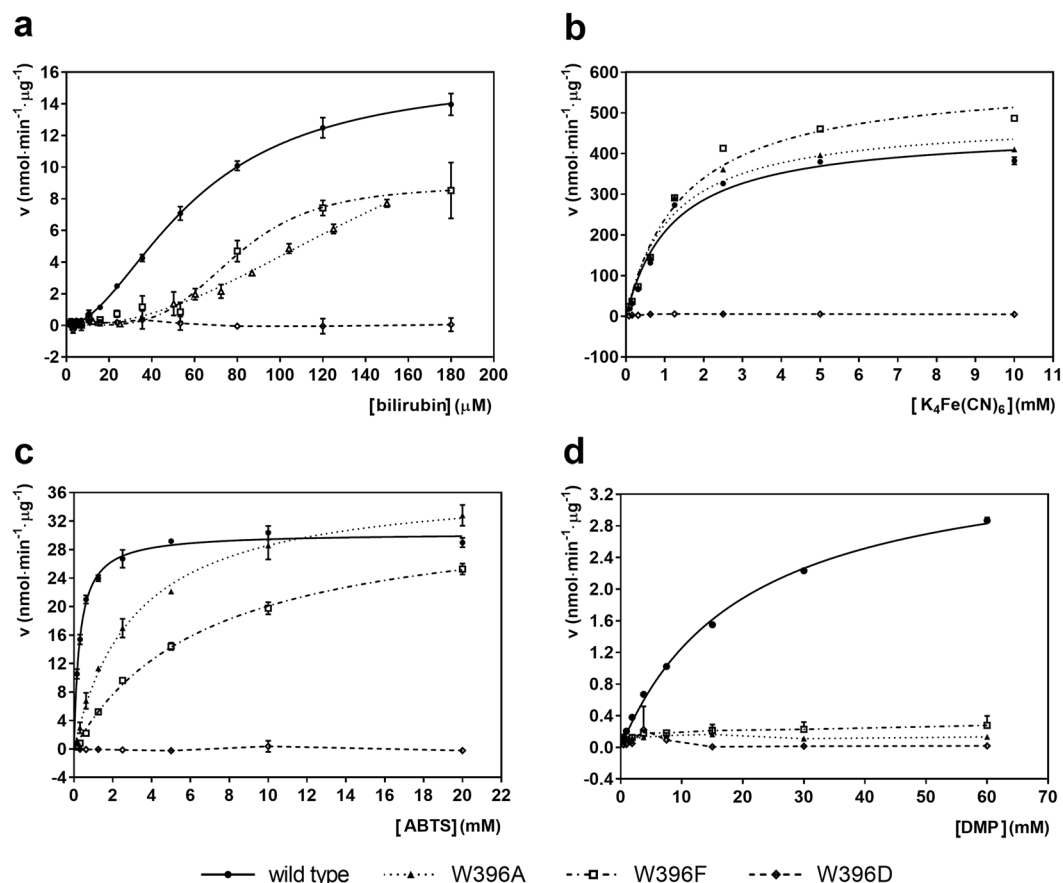 a
b
v (nmol·min⁻¹·µg⁻¹)
16
14
12
10
8
6
4
2
0
-2
0 20 40 60 80 100 120 140 160 180 200
[bilirubin] (µM)
v (nmol·min⁻¹·µg⁻¹)
600
500
400
300
200
100
0
-100
0 1 2 3 4 5 6 7 8 9 10 11
[K₄Fe(CN)₆] (mM)
c
d
v (nmol·min⁻¹·µg⁻¹)
36
32
28
24
20
16
12
8
4
0
-4
0 2 4 6 8 10 12 14 16 18 20 22
[ABTS] (mM)
v (nmol·min⁻¹·µg⁻¹)
3.2
2.8
2.4
2.0
1.6
1.2
0.8
0.4
0.0
-0.4
0 10 20 30 40 50 60 70
[DMP] (mM)
wild type W396A W396F W396D